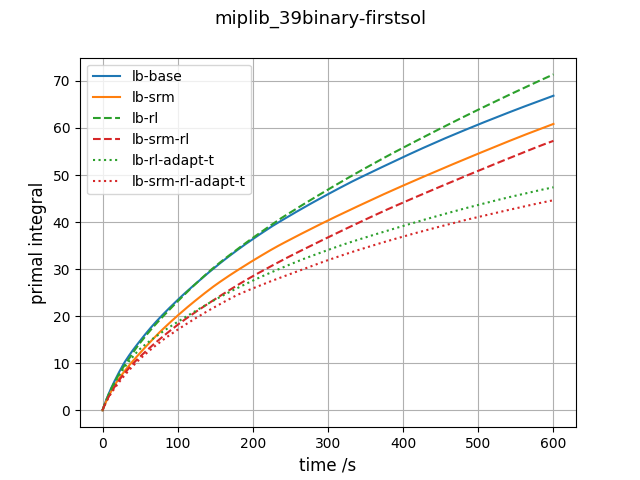 miplib_39binary-firstsol
primal integral
70
60
50
40
30
20
10
0
lb-base
lb-srm
lb-rl
lb-srm-rl
lb-rl-adapt-t
lb-srm-rl-adapt-t
0 100 200 300 400 500 600
time /s